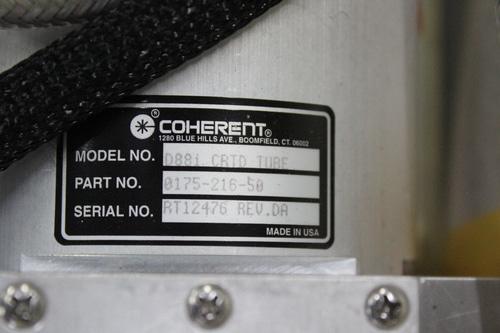 COHERENT®
1280 BLUE HILLS AVE., BOOMFIELD, CT. 06002
MODEL NO. D88i CRTD TUBE
PART NO. 0175-216-50
SERIAL NO. RT12476 REV.DA
MADE IN USA